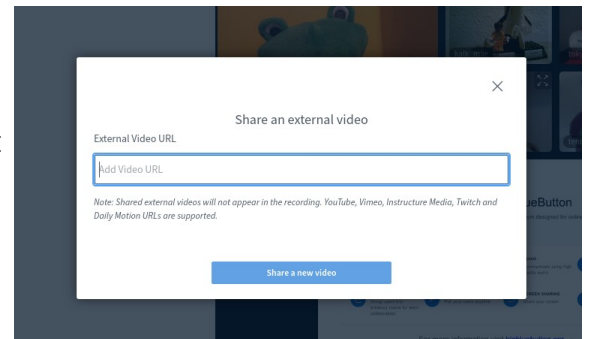 Share an external video
External Video URL
Add Video URL
Note: Shared external videos will not appear in the recording. YouTube, Vimeo, Instructure Media, Twitch and
Daily Motion URLs are supported.
Share a new video
ueButton